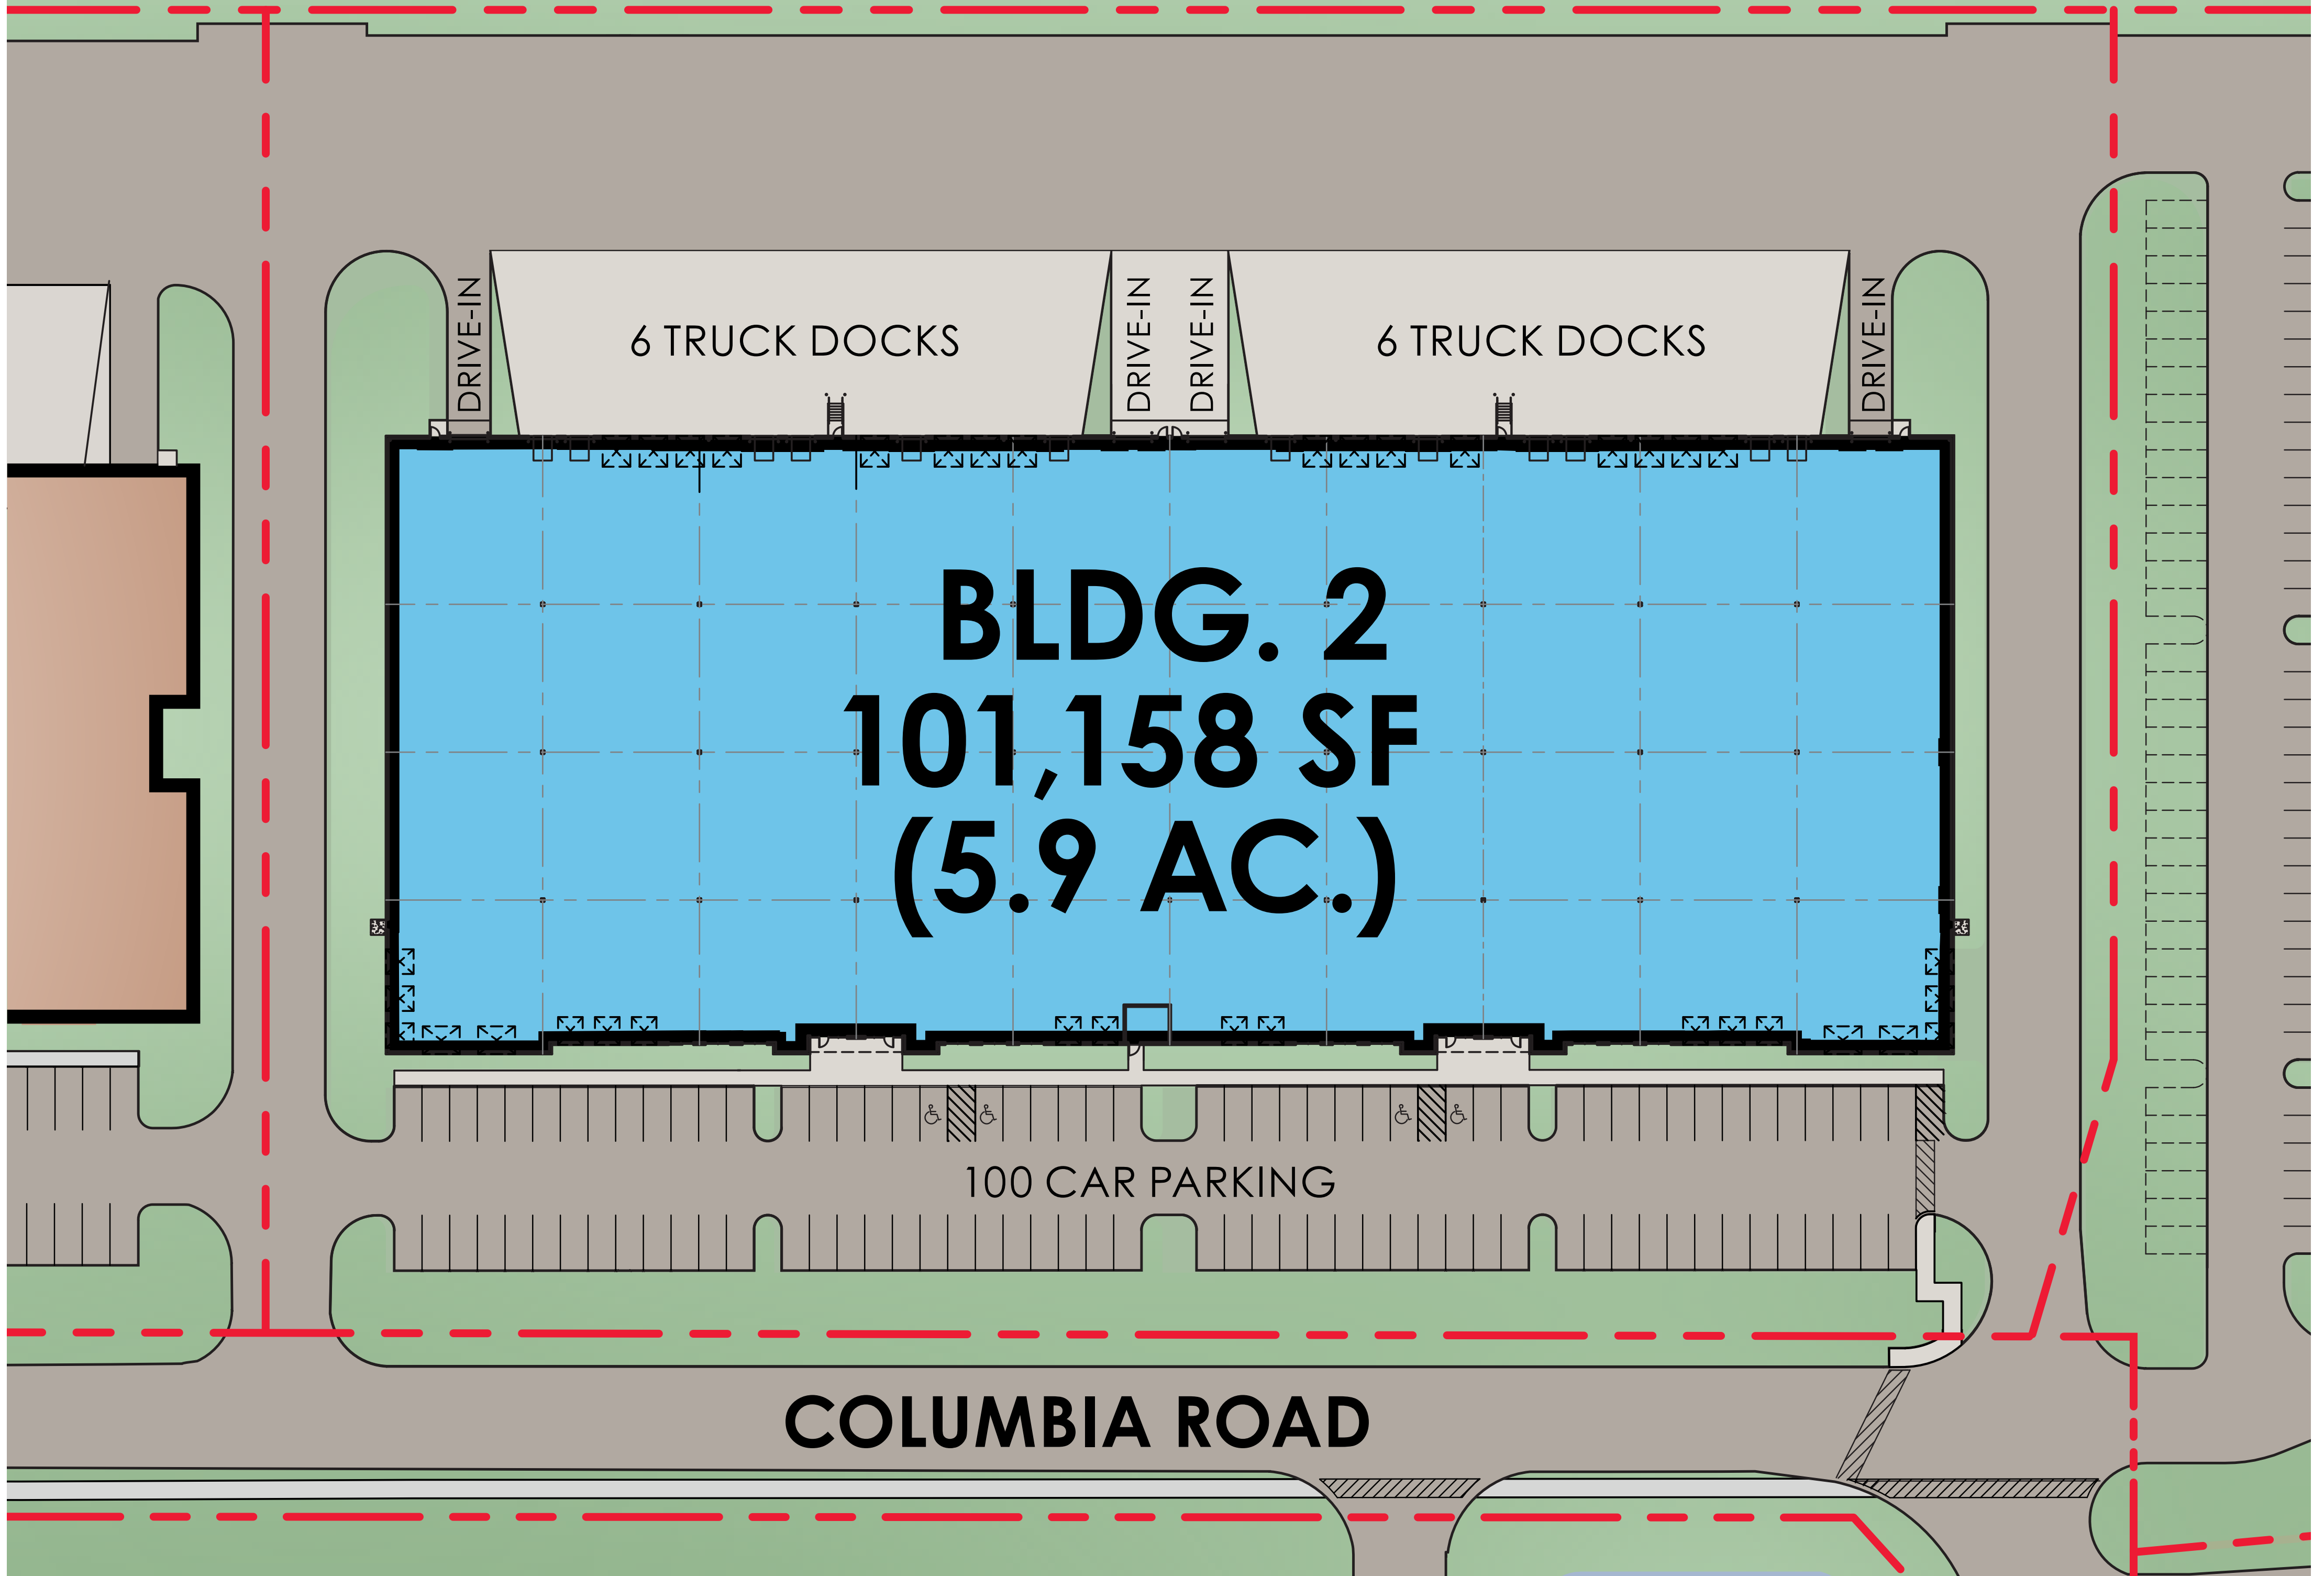 DRIVE-IN
6 TRUCK DOCKS
DRIVE-IN
DRIVE-IN
6 TRUCK DOCKS
DRIVE-IN
BLDG. 2
101,158 SF
(5.9 AC.)
100 CAR PARKING
COLUMBIA ROAD